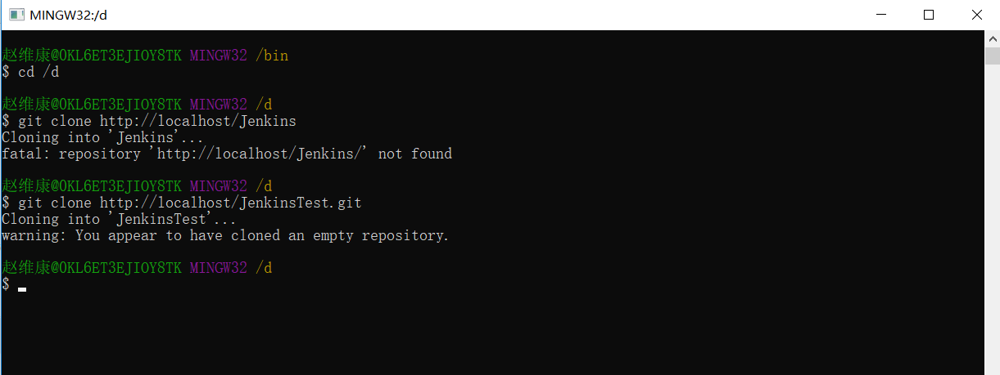 MINGW32:/d
赵维康@OKL6ET3EJIOY8TK MINGW32 /bin
$ cd /d
赵维康@OKL6ET3EJIOY8TK MINGW32 /d
$ git clone http://localhost/Jenkins
Cloning into 'Jenkins'...
fatal: repository 'http://localhost/Jenkins/' not found
赵维康@OKL6ET3EJIOY8TK MINGW32 /d
$ git clone http://localhost/JenkinsTest.git
Cloning into 'JenkinsTest'...
warning: You appear to have cloned an empty repository.
赵维康@OKL6ET3EJIOY8TK MINGW32 /d
$